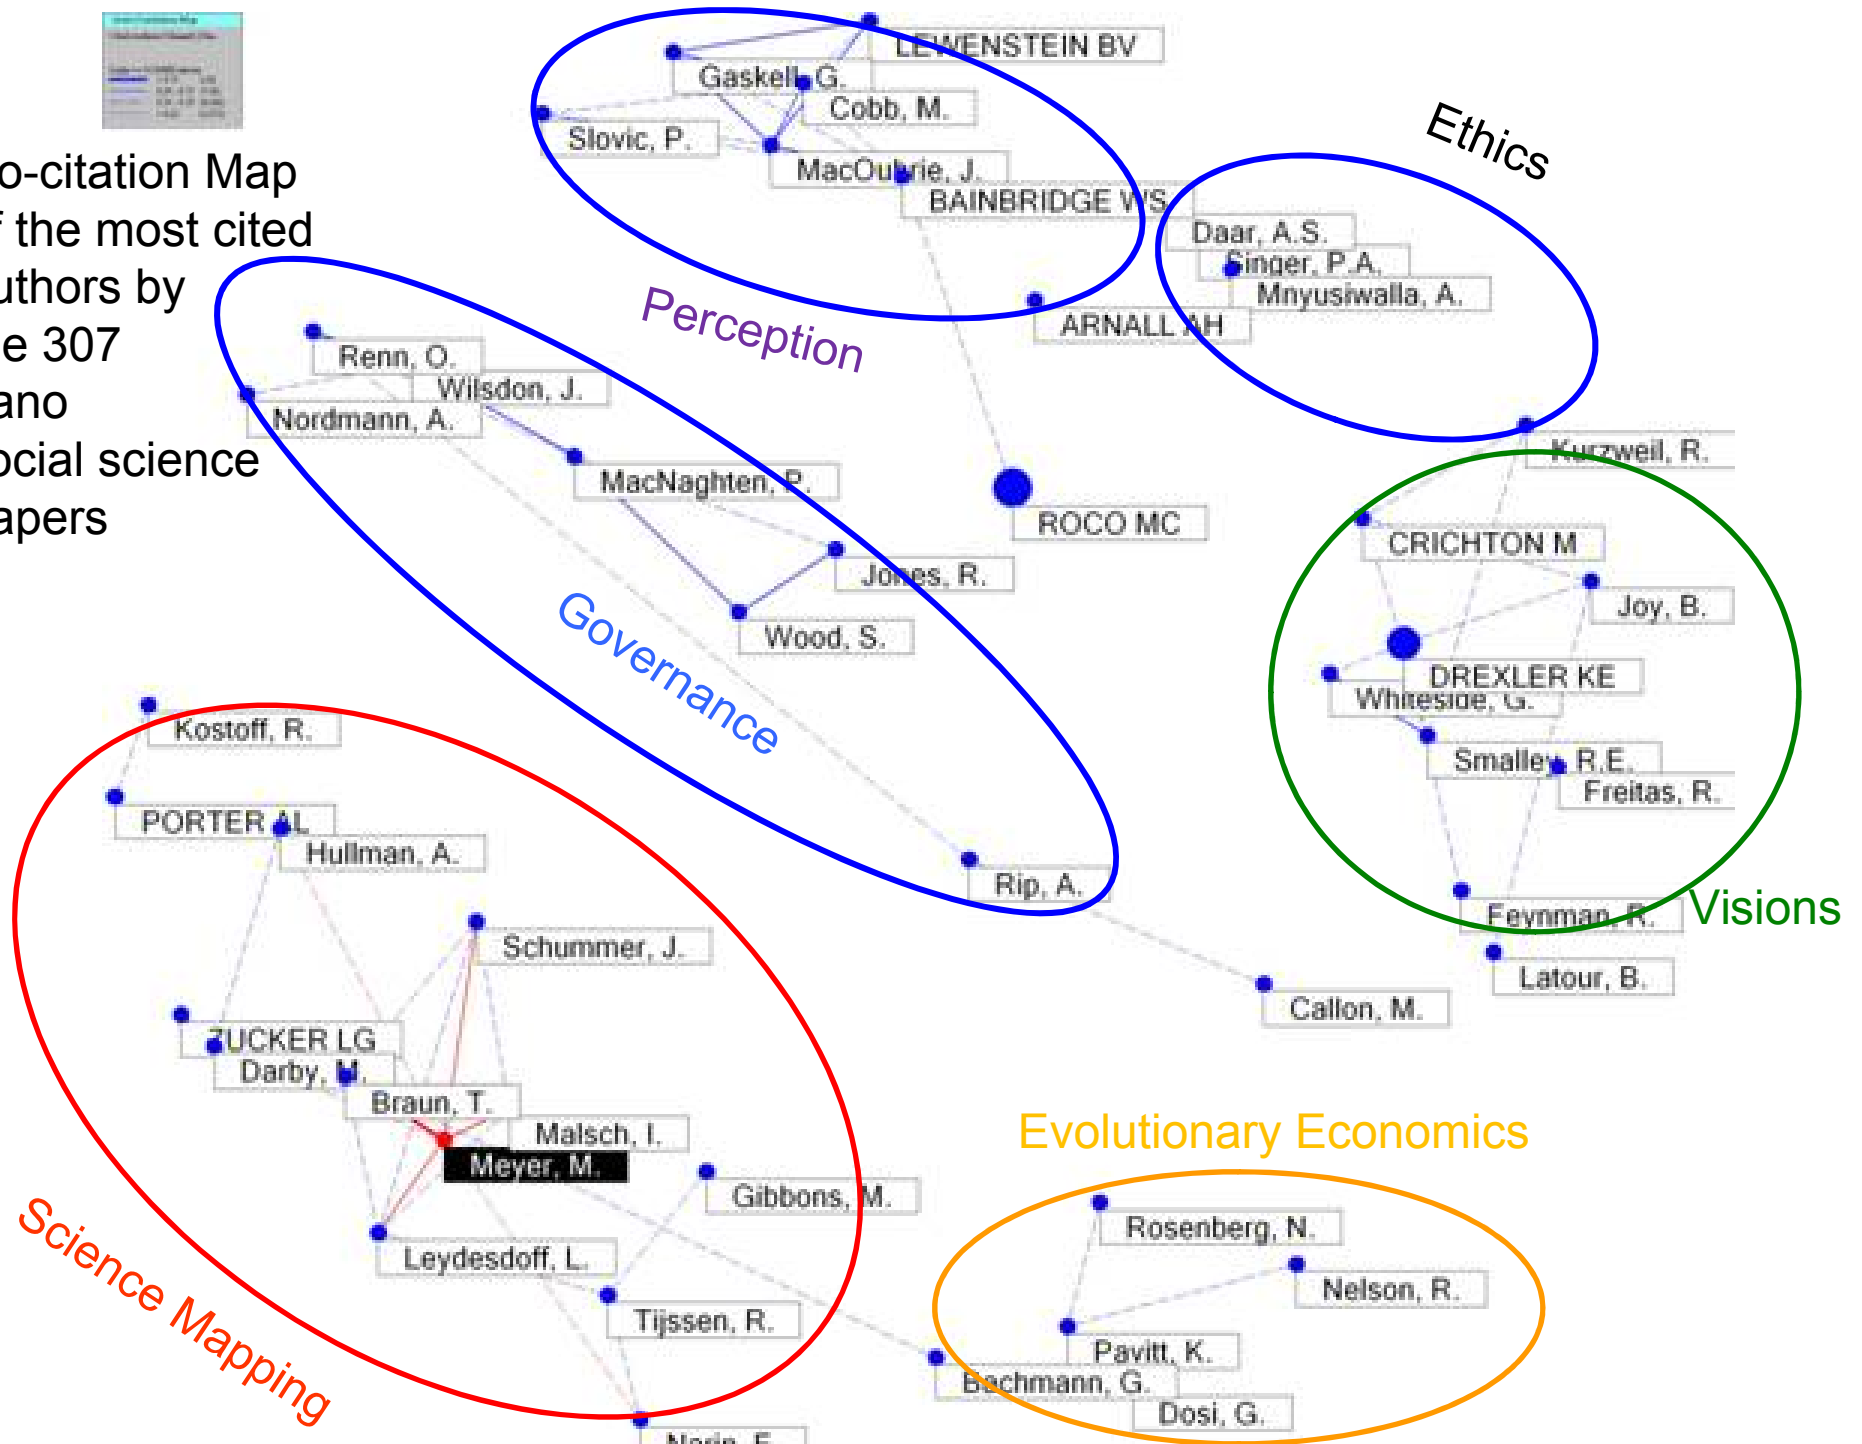 o-citation Map
f the most cited
uthors by
e 307
ano
ocial science
apers
LEWENSTEIN BV
Gaskell, G.
Cobb, M.
Slovic, P.
MacOuhrie, J.
BAINBRIDGE WS
Perception
Ethics
Daar, A.S.
Singer, P.A.
Mnyusiwalla, A.
ARNALL AH
Renn, O.
Wilsdon, J.
Nordmann, A.
MacNaghten, P.
ROCO MC
Jones, R.
Wood, S.
Governance
Rip, A.
Callon, M.
Kurzweil, R.
CRICHTON M
Joy, B.
DREXLER KE
Whiteside, G.
Smalley, R.E.
Freitas, R.
Feynman, R.
Visions
Latour, B.
Kostoff, R.
PORTER AL
Hullman, A.
Schummer, J.
ZUCKER LG
Darby, M.
Braun, T.
Malsch, I.
Meyer, M.
Gibbons, M.
Leydesdoff, L.
Tijssen, R.
Narin, F.
Science Mapping
Evolutionary Economics
Rosenberg, N.
Nelson, R.
Pavitt, K.
Bachmann, G.
Dosi, G.